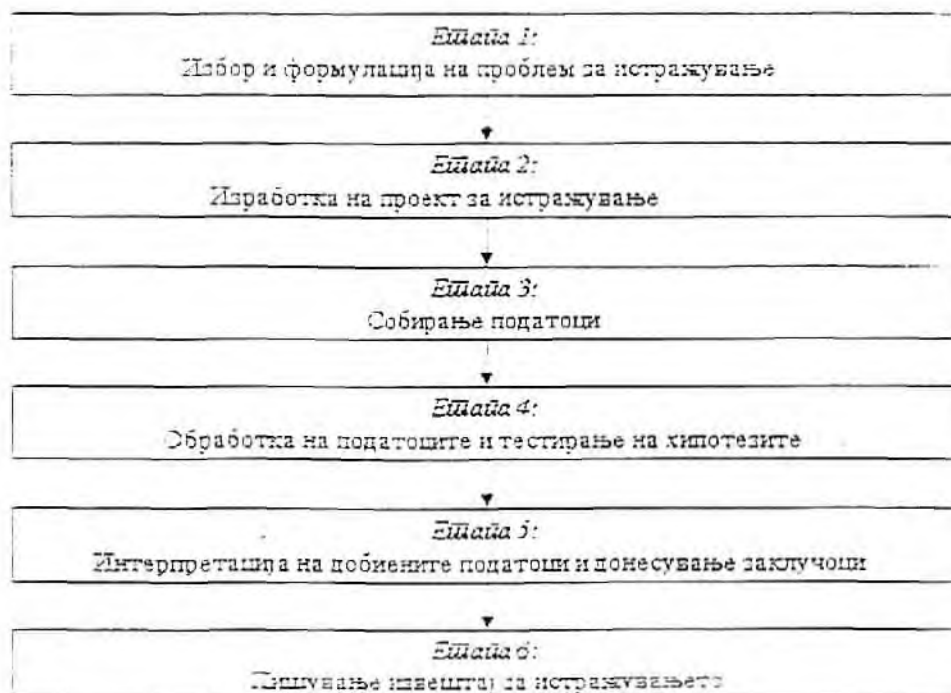 Етапа 1:
Избор и формулација на проблем за истражување
Етапа 2:
Изработка на проект за истражување
Етапа 3:
Собирање податоци
Етапа 4:
Обработка на податоците и тестирање на хипотезите
Етапа 5:
Интерпретација на добиените податоци и донесување заклучоци
Етапа 6:
Пишување извештај за истражувањето